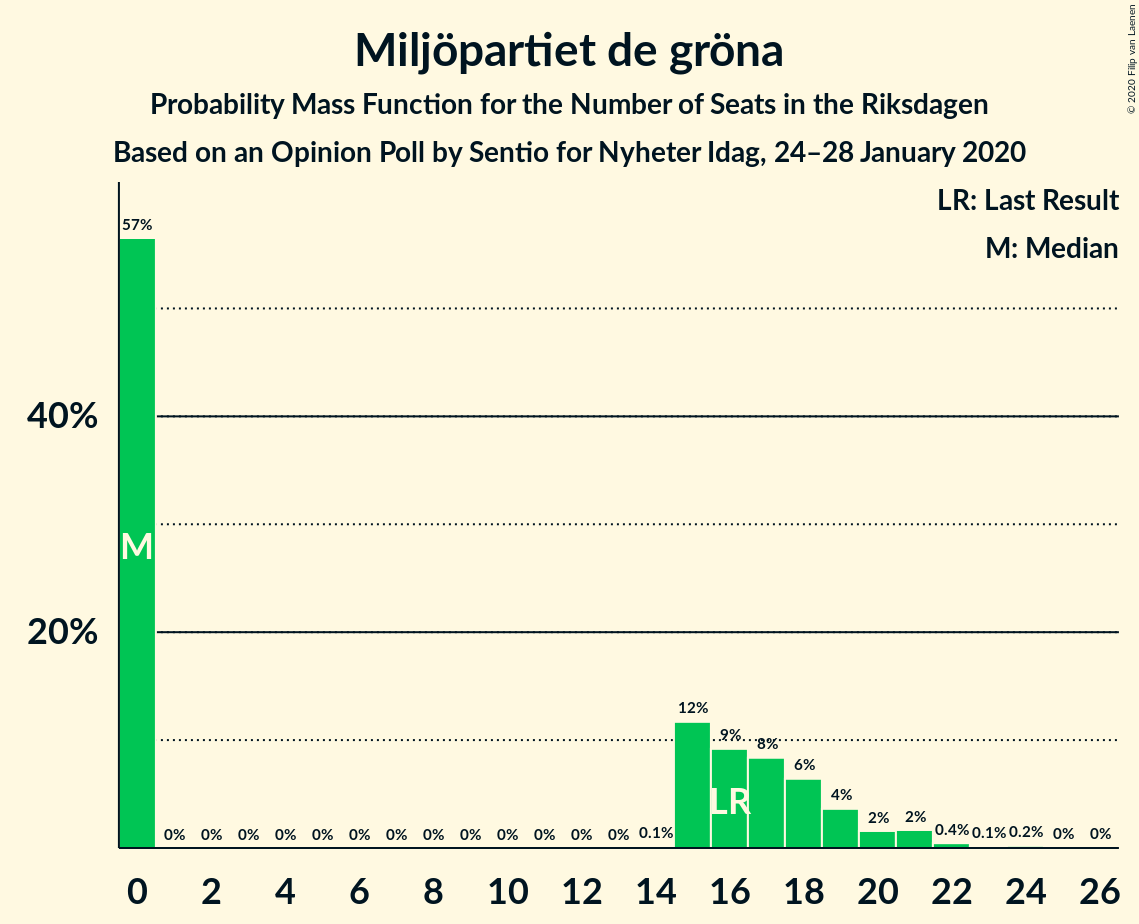 Miljöpartiet de gröna
Probability Mass Function for the Number of Seats in the Riksdagen
Based on an Opinion Poll by Sentio for Nyheter Idag, 24–28 January 2020
© 2020 Filip van Laenen
LR: Last Result
M: Median
57%
40%
M
20%
12%
9%
8%
6%
LR
4%
0% 0% 0% 0% 0% 0% 0% 0% 0% 0% 0% 0% 0% 0.1% 2% 2% 0.4% 0.1% 0.2% 0% 0%
0 2 4 6 8 10 12 14 16 18 20 22 24 26